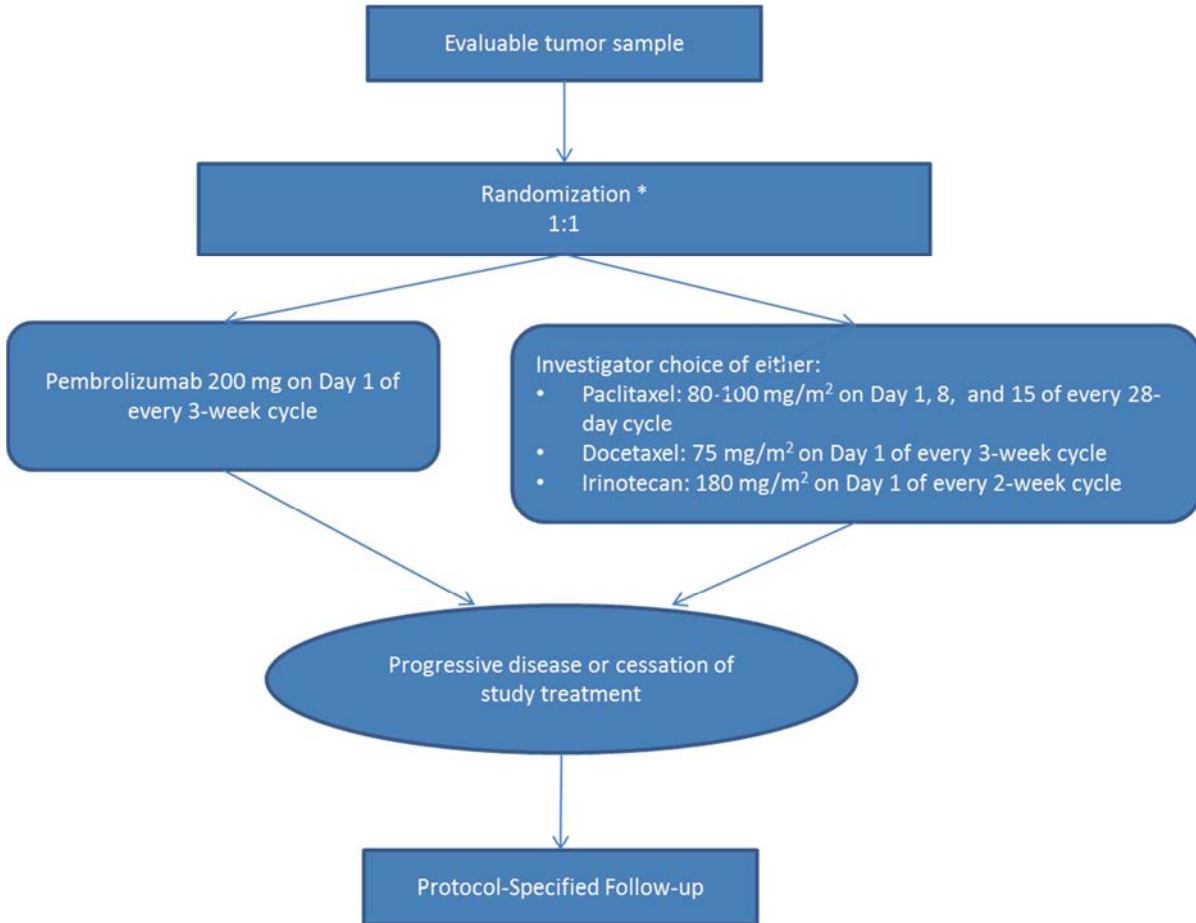 Evaluable tumor sample
Randomization *
1:1
Pembrolizumab 200 mg on Day 1 of
every 3-week cycle
Investigator choice of either:
• Paclitaxel: 80-100 mg/m² on Day 1, 8, and 15 of every 28-
day cycle
• Docetaxel: 75 mg/m² on Day 1 of every 3-week cycle
• Irinotecan: 180 mg/m² on Day 1 of every 2-week cycle
Progressive disease or cessation of
study treatment
Protocol-Specified Follow-up